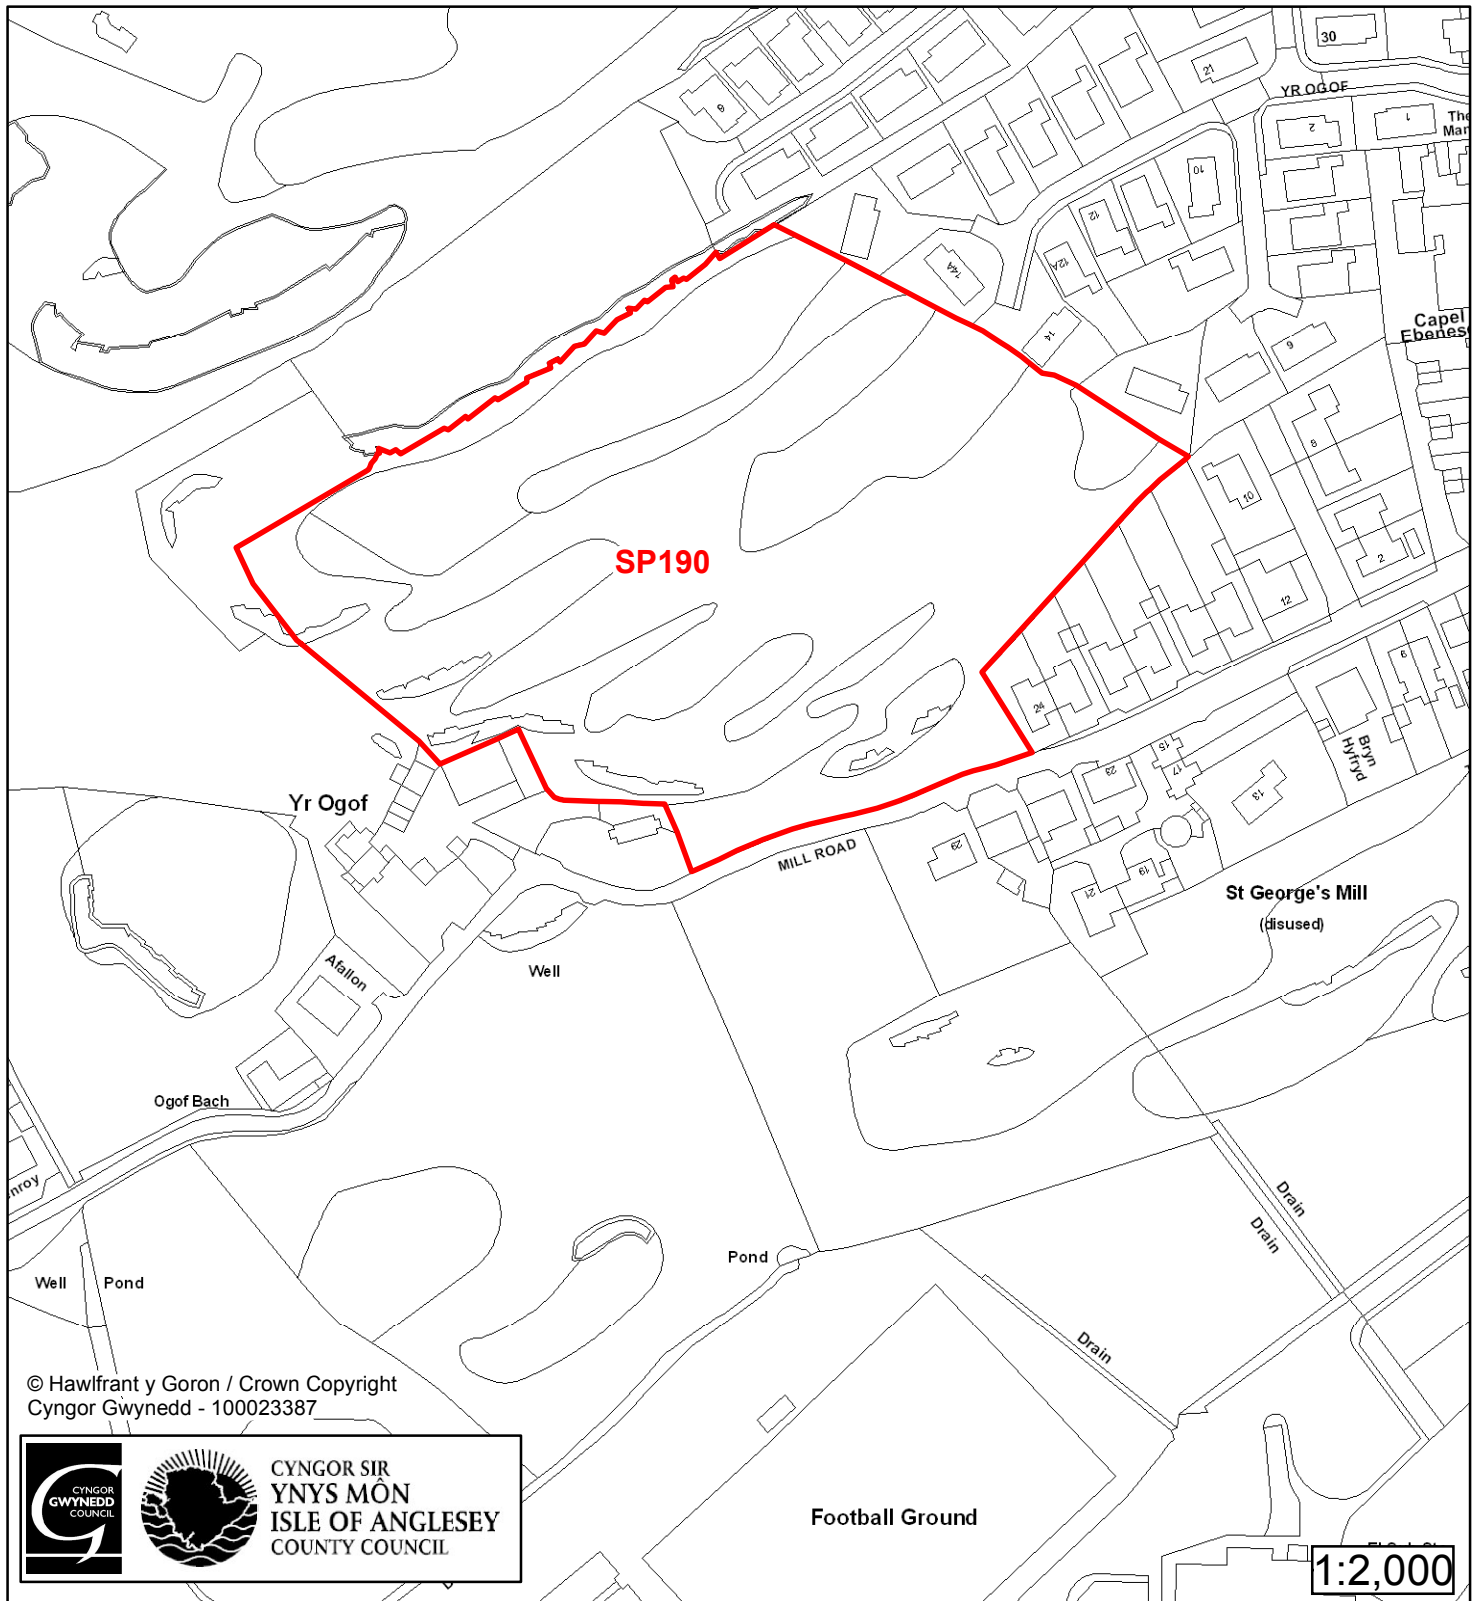 30
21
YR OGOF
9
2
1
The
10
12
12A
14A
14
Capel
6
8
10
SP190
2
12
24
9
Bryn
Hyfryd
15
17
23
13
Yr Ogof
MILL ROAD
29
19
21
St George's Mill
(disused)
Afallon
Well
Ogof Bach
Drain
Drain
Pond
Well
Pond
Drain
© Hawlfrant y Goron / Crown Copyright
Cyngor Gwynedd - 100023387
CYNGOR
GWYNEDD
COUNCIL
CYNGOR SIR
YNYS MÔN
ISLE OF ANGLESEY
COUNTY COUNCIL
Football Ground
1:2,000